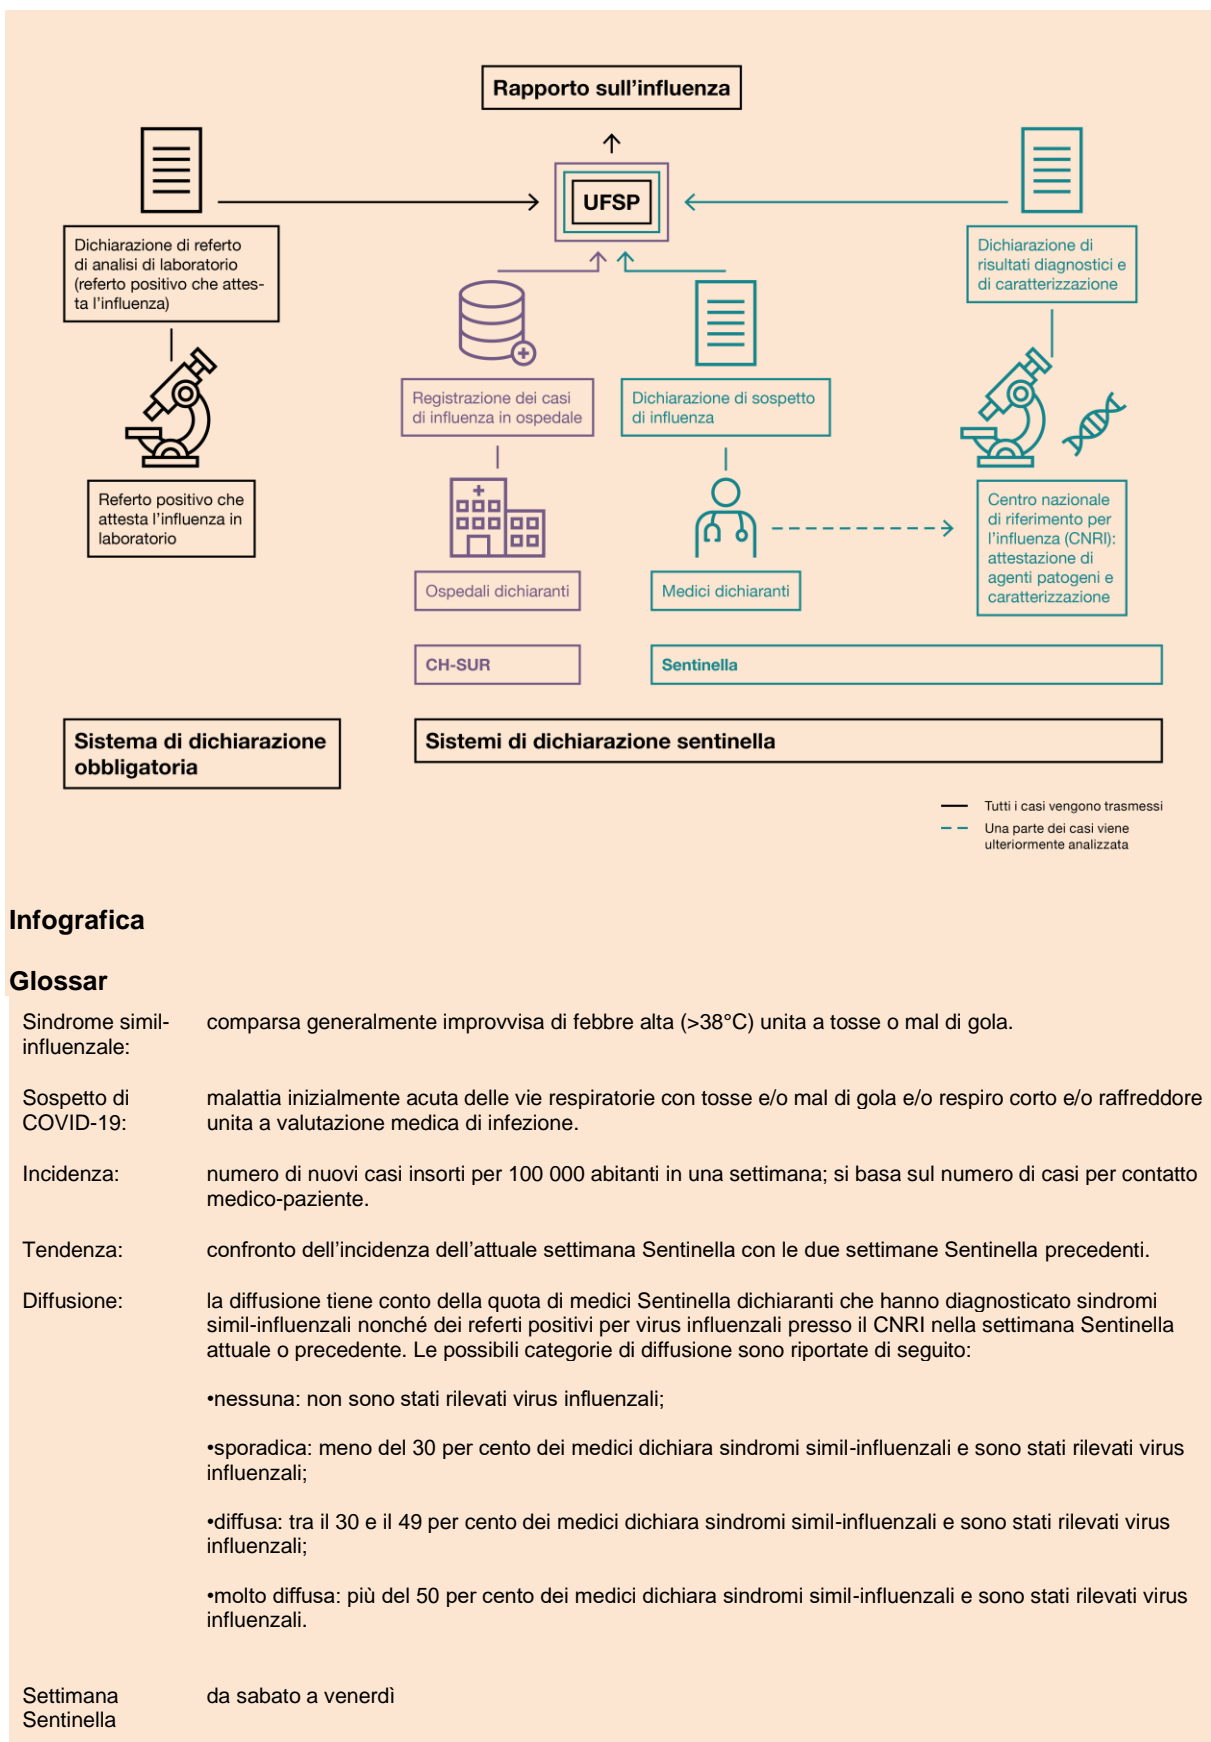 Rapporto sull'influenza
UFSP
Dichiarazione di referto
di analisi di laboratorio
(referto positivo che attes-
ta l'influenza)
Dichiarazione di
risultati diagnostici e
di caratterizzazione
Registrazione dei casi
di influenza in ospedale
Dichiarazione di sospetto
di influenza
Referto positivo che
attesta l'influenza in
laboratorio
Centro nazionale
di riferimento per
l'influenza (CNRI):
attestazione di
agenti patogeni e
caratterizzazione
Ospedali dichiaranti
Medici dichiaranti
CH-SUR
Sentinella
Sistema di dichiarazione
obbligatoria
Sistemi di dichiarazione sentinella
Tutti i casi vengono trasmessi
Una parte dei casi viene
ulteriormente analizzata
Infografica
Glossar
Sindrome simil-
influenzale:
comparsa generalmente improvvisa di febbre alta (>38°C) unita a tosse o mal di gola.
Sospetto di
COVID-19:
malattia inizialmente acuta delle vie respiratorie con tosse e/o mal di gola e/o respiro corto e/o raffreddore
unita a valutazione medica di infezione.
Incidenza:
numero di nuovi casi insorti per 100 000 abitanti in una settimana; si basa sul numero di casi per contatto
medico-paziente.
Tendenza:
confronto dell'incidenza dell'attuale settimana Sentinella con le due settimane Sentinella precedenti.
Diffusione:
la diffusione tiene conto della quota di medici Sentinella dichiaranti che hanno diagnosticato sindromi
simil-influenzali nonché dei referti positivi per virus influenzali presso il CNRI nella settimana Sentinella
attuale o precedente. Le possibili categorie di diffusione sono riportate di seguito:
•nessuna: non sono stati rilevati virus influenzali;
•sporadica: meno del 30 per cento dei medici dichiara sindromi simil-influenzali e sono stati rilevati virus
influenzali;
•diffusa: tra il 30 e il 49 per cento dei medici dichiara sindromi simil-influenzali e sono stati rilevati virus
influenzali;
•molto diffusa: più del 50 per cento dei medici dichiara sindromi simil-influenzali e sono stati rilevati virus
influenzali.
Settimana
Sentinella
da sabato a venerdì